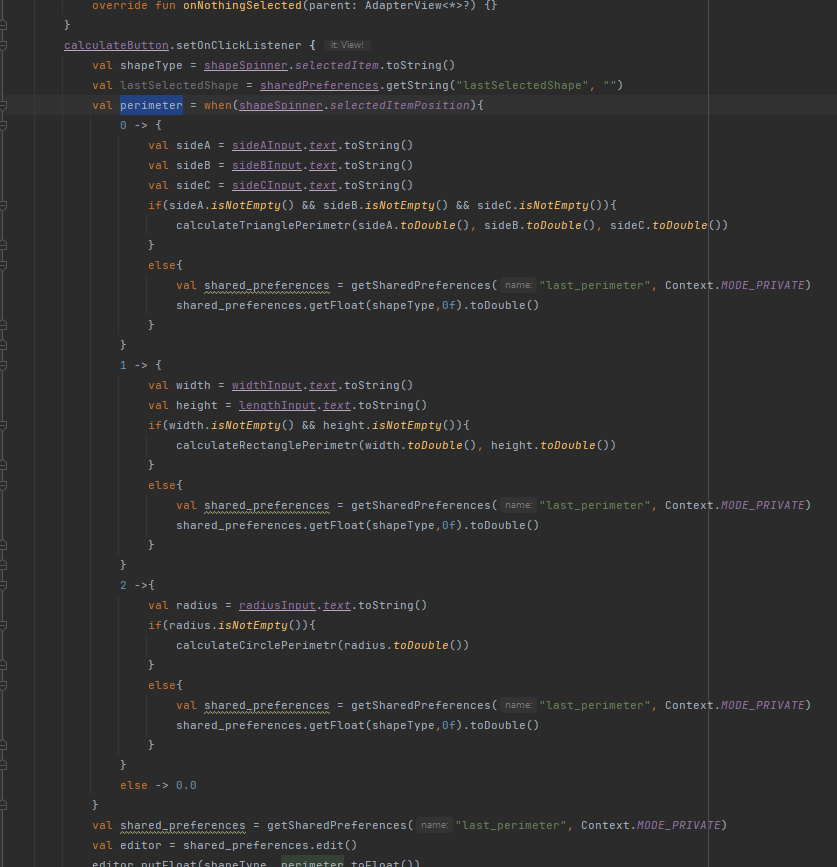 override fun onNothingSelected(parent: AdapterView<*>?) {}
}
calculateButton.setOnClickListener { it: View!
val shapeType = shapeSpinner.selectedItem.toString()
val lastSelectedShape = sharedPreferences.getString("lastSelectedShape", "")
val perimeter = when(shapeSpinner.selectedItemPosition){
0 -> {
val sideA = sideAInput.text.toString()
val sideB = sideBInput.text.toString()
val sideC = sideCInput.text.toString()
if(sideA.isNotEmpty() && sideB.isNotEmpty() && sideC.isNotEmpty()){
calculateTrianglePerimetr(sideA.toDouble(), sideB.toDouble(), sideC.toDouble())
}
else{
val shared_preferences = getSharedPreferences( name: "last_perimeter", Context.MODE_PRIVATE)
shared_preferences.getFloat(shapeType,0f).toDouble()
}
}
1 -> {
val width = widthInput.text.toString()
val height = lengthInput.text.toString()
if(width.isNotEmpty() && height.isNotEmpty()){
calculateRectanglePerimetr(width.toDouble(), height.toDouble())
}
else{
val shared_preferences = getSharedPreferences( name: "last_perimeter", Context.MODE_PRIVATE)
shared_preferences.getFloat(shapeType,0f).toDouble()
}
}
2 ->{
val radius = radiusInput.text.toString()
if(radius.isNotEmpty()){
calculateCirclePerimetr(radius.toDouble())
}
else{
val shared_preferences = getSharedPreferences( name: "last_perimeter", Context.MODE_PRIVATE)
shared_preferences.getFloat(shapeType,0f).toDouble()
}
}
else -> 0.0
}
val shared_preferences = getSharedPreferences( name: "last_perimeter", Context.MODE_PRIVATE)
val editor = shared_preferences.edit()
editor.putFloat(shapeType, perimeter.toFloat())